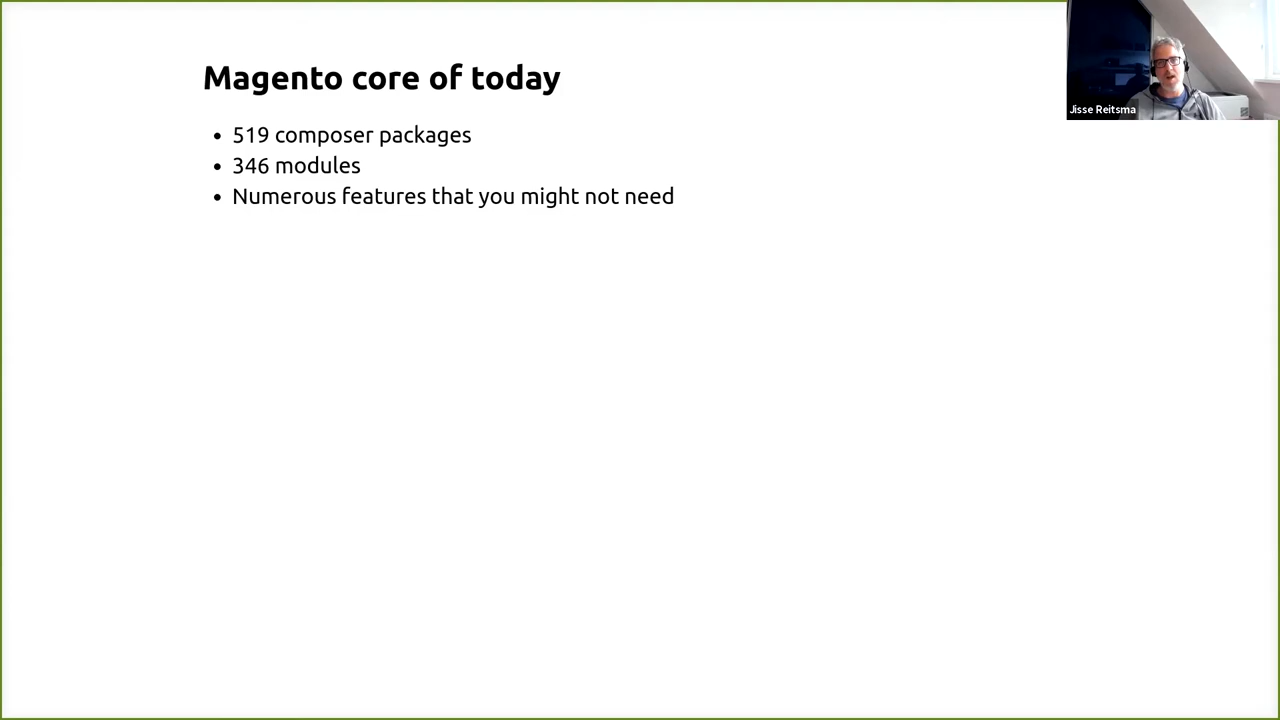 Magento core of today
• 519 composer packages
• 346 modules
• Numerous features that you might not need
Jisse Reitsma